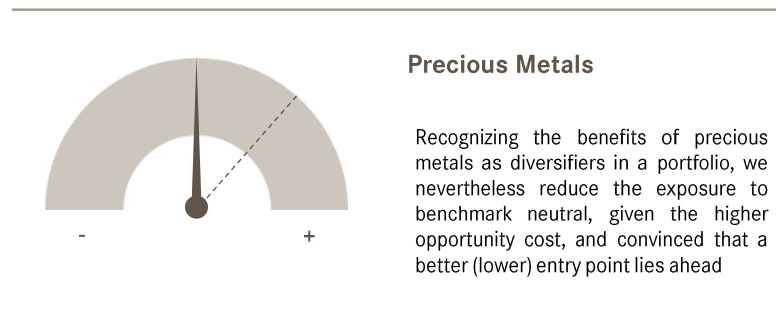 Precious Metals
Recognizing the benefits of precious
metals as diversifiers in a portfolio, we
nevertheless reduce the exposure to
benchmark neutral, given the higher
opportunity cost, and convinced that a
better (lower) entry point lies ahead
- +